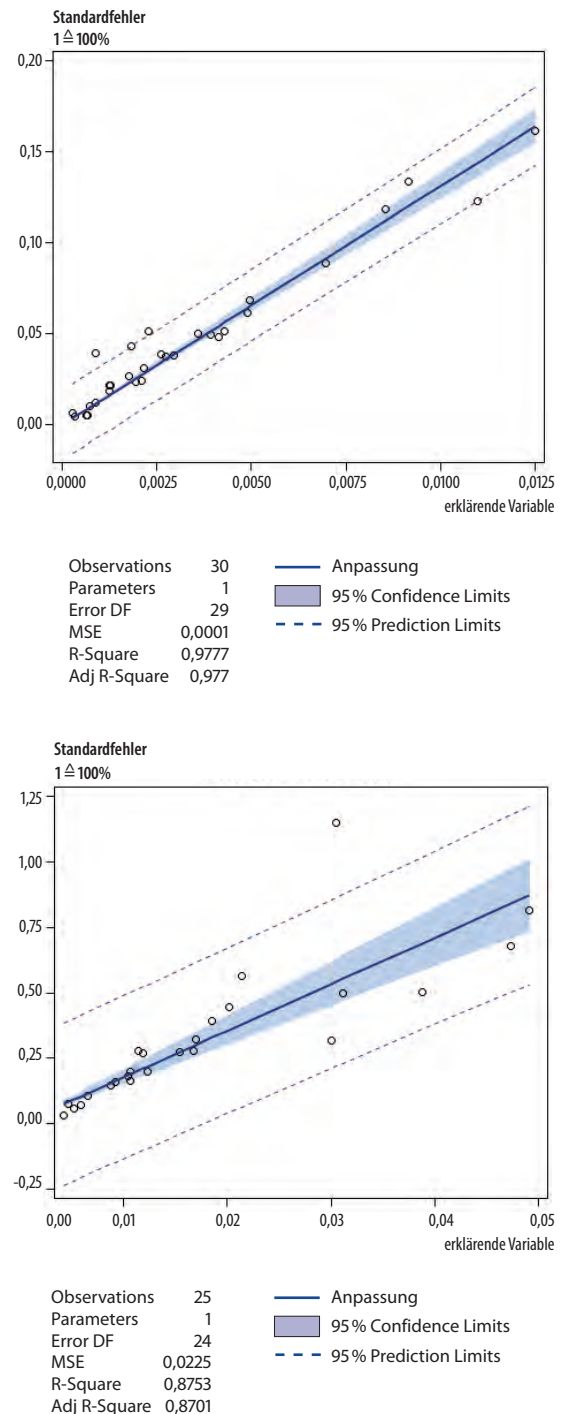 Standardfehler
1 ≙ 100%
0,20
0,15
0,10
0,05
0,00
0,0000 0,0025 0,0050 0,0075 0,0100 0,0125
erklärende Variable
Observations 30
Parameters 1
Error DF 29
MSE 0,0001
R-Square 0,9777
Adj R-Square 0,977
Anpassung
95% Confidence Limits
95% Prediction Limits
Standardfehler
1 ≙ 100%
1,25
1,00
0,75
0,50
0,25
0,00
-0,25
0,00 0,01 0,02 0,03 0,04 0,05
erklärende Variable
Observations 25
Parameters 1
Error DF 24
MSE 0,0225
R-Square 0,8753
Adj R-Square 0,8701
Anpassung
95% Confidence Limits
95% Prediction Limits